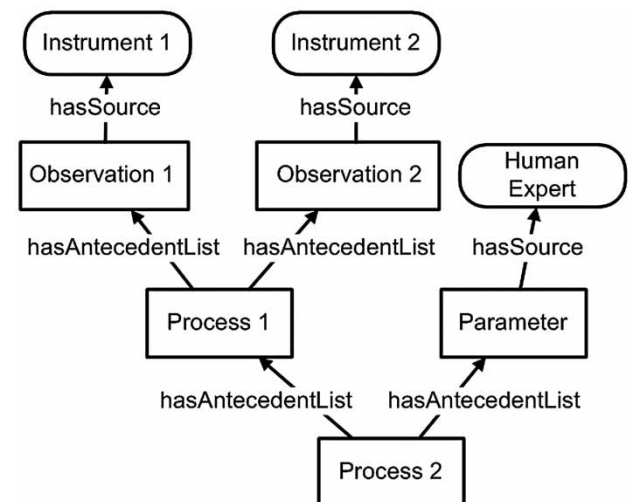 Instrument 1
Instrument 2
hasSource
hasSource
Observation 1
Observation 2
Human
Expert
hasAntecedentList
hasAntecedentList
hasSource
Process 1
Parameter
hasAntecedentList
hasAntecedentList
Process 2